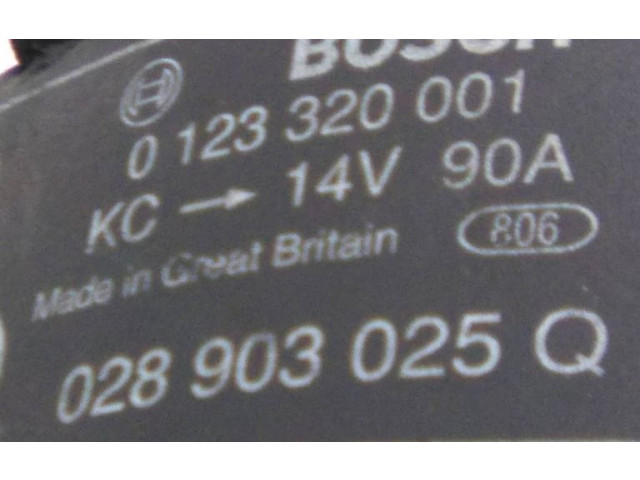 BOSCH
0 123 320 001
KC → 14V 90A
Made in Great Britain
806
028 903 025 Q